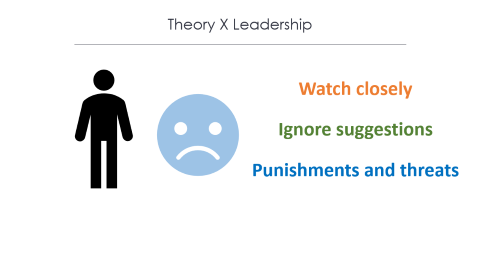 Theory X Leadership
Watch closely
Ignore suggestions
Punishments and threats